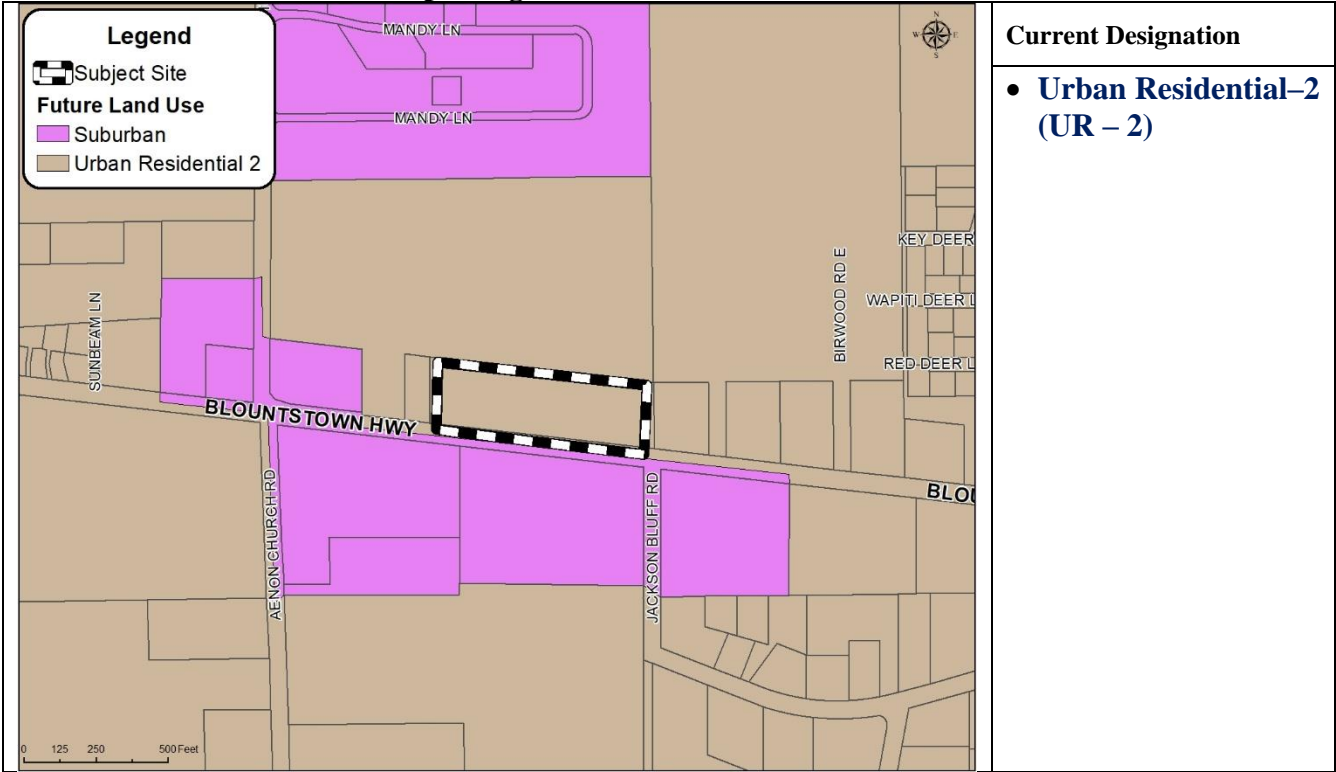 Legend
Subject Site
Future Land Use
Suburban
Urban Residential 2
MANDY LN
MANDY LN
N
W E
S
KEY DEER
WAPITI DEER L
RED DEER L
BIRWOOD RD E
SUNBEAM LN
BLOUNTSTOWN HWY
BLOU
AENON CHURCH RD
JACKSON BLUFF RD
0 125 250 500 Feet
Current Designation
• Urban Residential–2
(UR – 2)